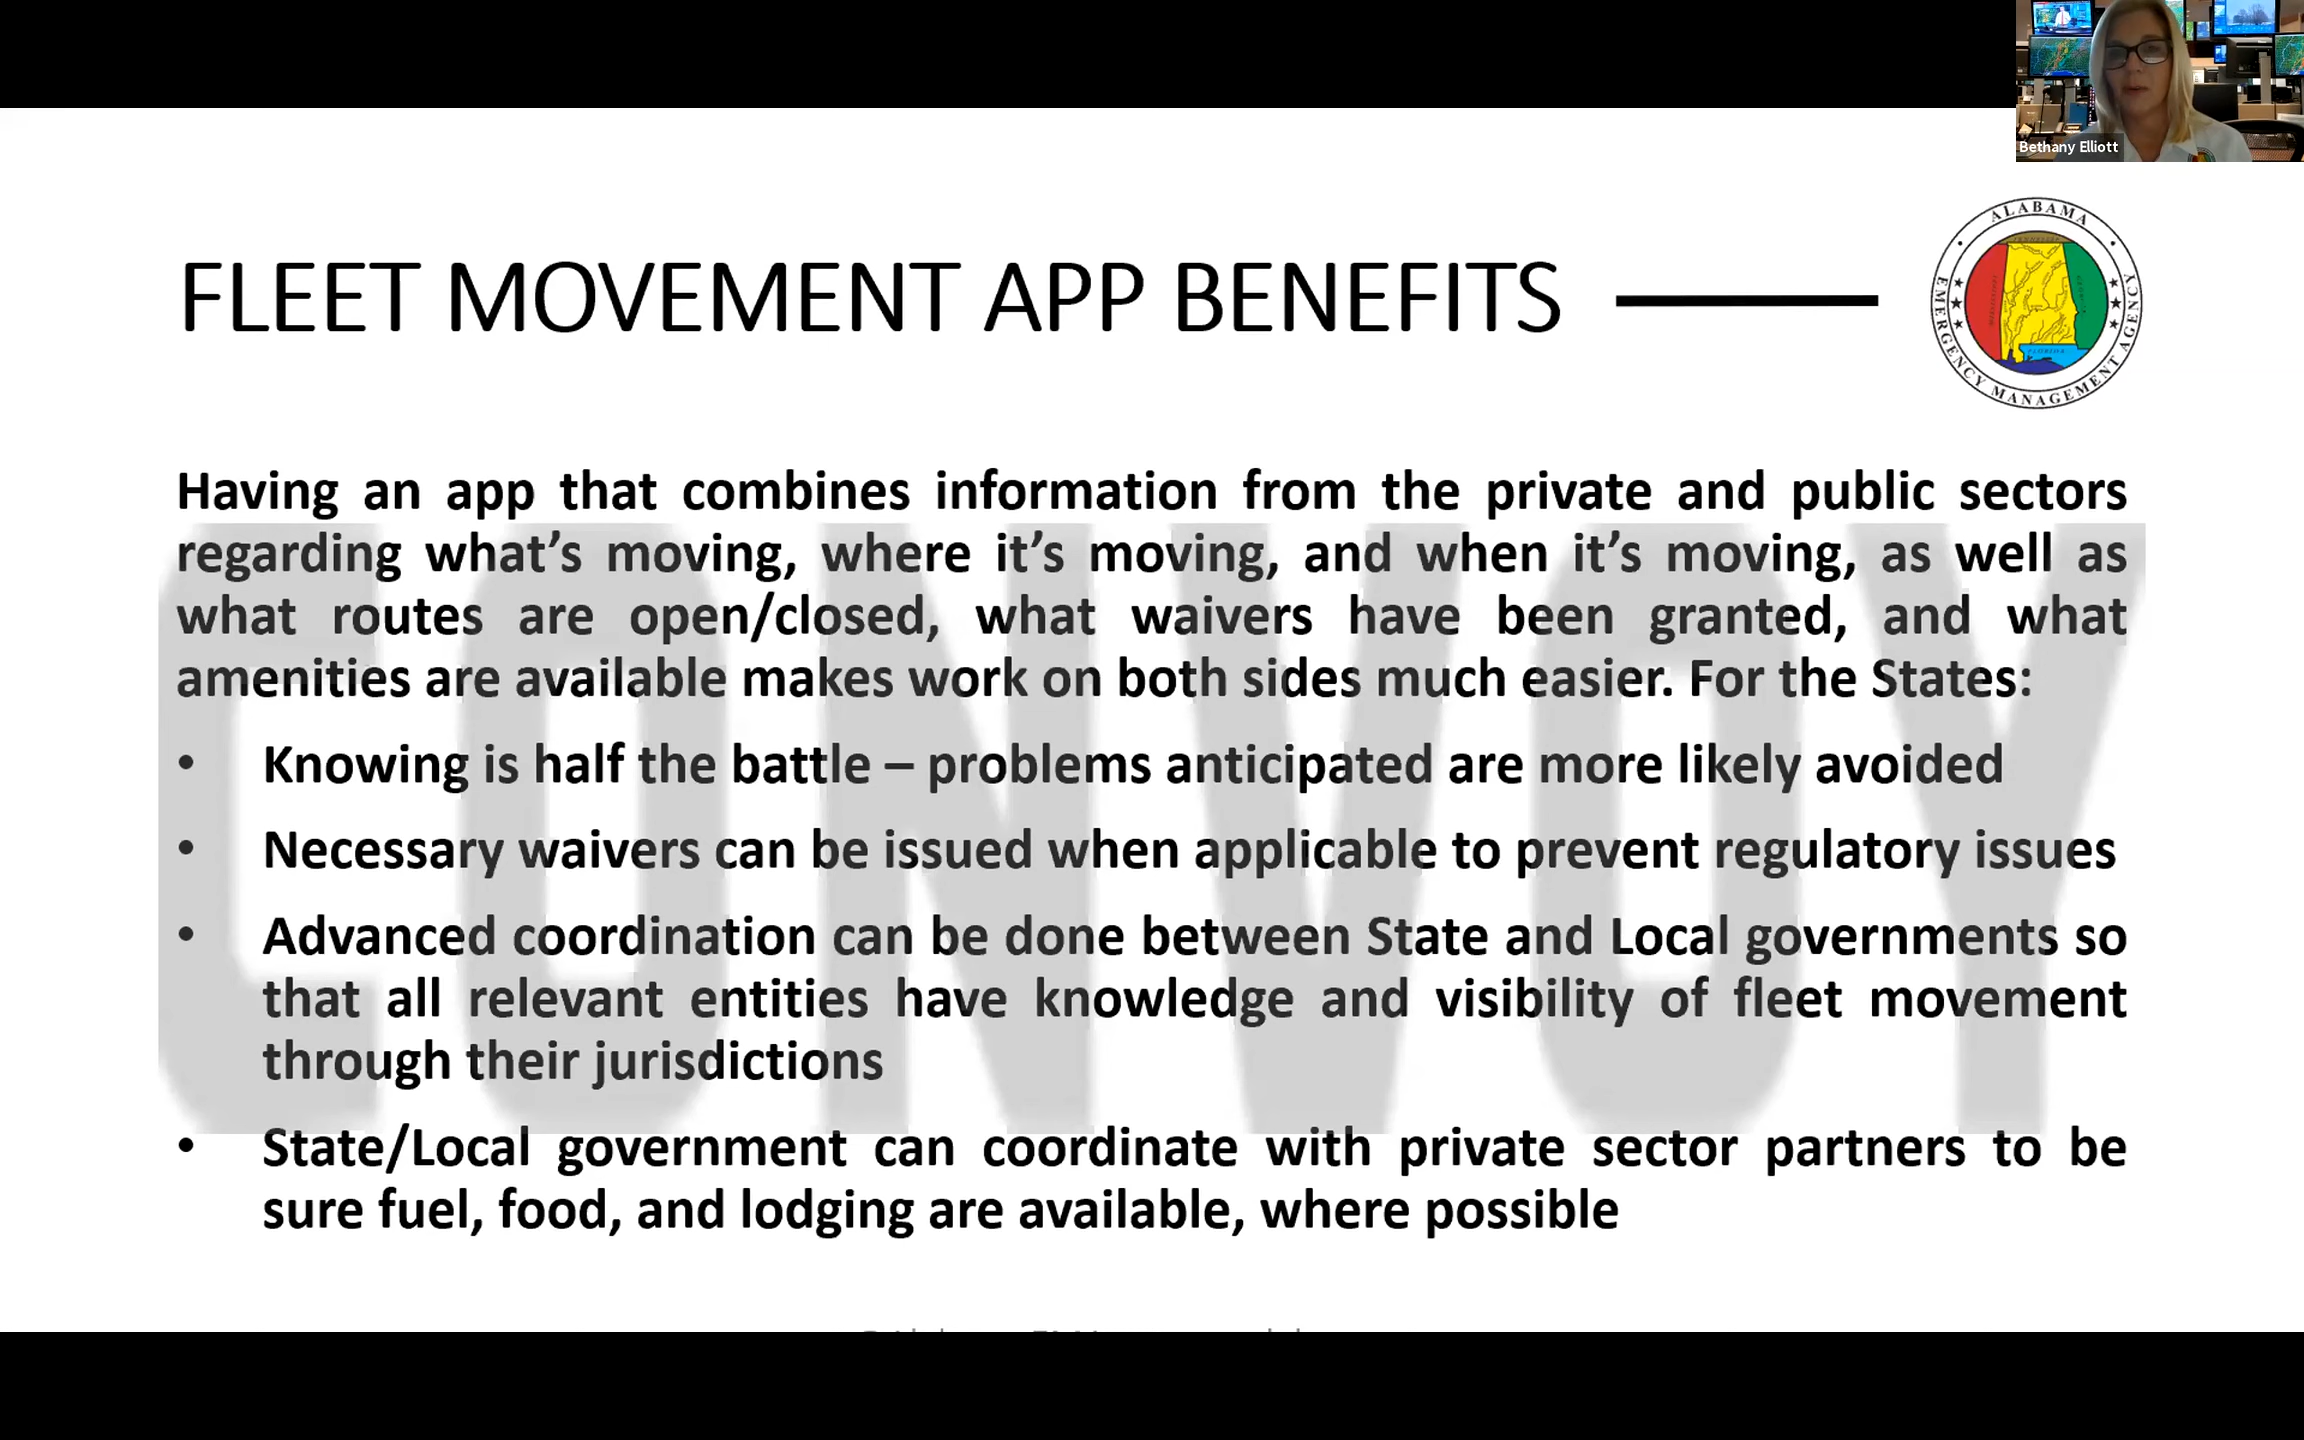 Bethany Elliott
FLEET MOVEMENT APP BENEFITS
ALABAMA
EMERGENCY MANAGEMENT AGENCY
FLORIDA
Having an app that combines information from the private and public sectors
regarding what’s moving, where it’s moving, and when it’s moving, as well as
what routes are open/closed, what waivers have been granted, and what
amenities are available makes work on both sides much easier. For the States:
• Knowing is half the battle – problems anticipated are more likely avoided
• Necessary waivers can be issued when applicable to prevent regulatory issues
• Advanced coordination can be done between State and Local governments so
that all relevant entities have knowledge and visibility of fleet movement
through their jurisdictions
• State/Local government can coordinate with private sector partners to be
sure fuel, food, and lodging are available, where possible
CONVOY